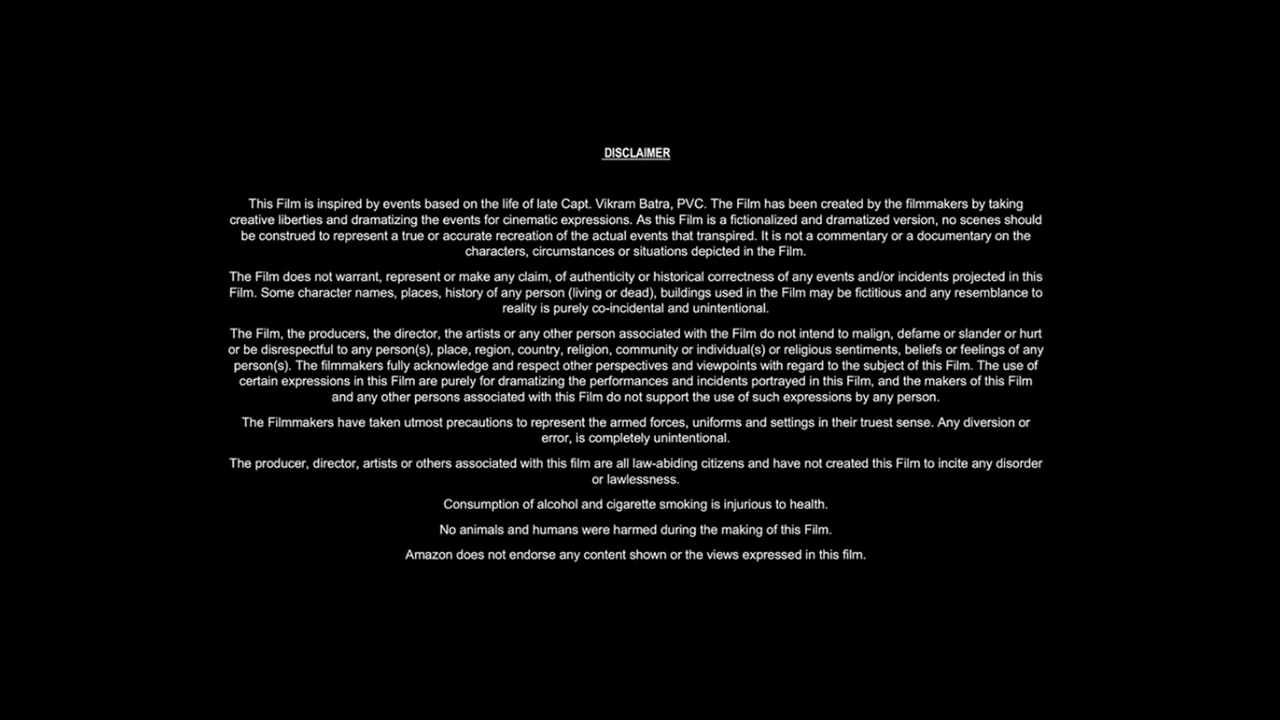 DISCLAIMER
This Film is inspired by events based on the life of late Capt. Vikram Batra, PVC. The Film has been created by the filmmakers by taking
creative liberties and dramatizing the events for cinematic expressions. As this Film is a fictionalized and dramatized version, no scenes should
be construed to represent a true or accurate recreation of the actual events that transpired. It is not a commentary or a documentary on the
characters, circumstances or situations depicted in the Film.
The Film does not warrant, represent or make any claim, of authenticity or historical correctness of any events and/or incidents projected in this
Film. Some character names, places, history of any person (living or dead), buildings used in the Film may be fictitious and any resemblance to
reality is purely co-incidental and unintentional.
The Film, the producers, the director, the artists or any other person associated with the Film do not intend to malign, defame or slander or hurt
or be disrespectful to any person(s), place, region, country, religion, community or individual(s) or religious sentiments, beliefs or feelings of any
person(s). The filmmakers fully acknowledge and respect other perspectives and viewpoints with regard to the subject of this Film. The use of
certain expressions in this Film are purely for dramatizing the performances and incidents portrayed in this Film, and the makers of this Film
and any other persons associated with this Film do not support the use of such expressions by any person.
The Filmmakers have taken utmost precautions to represent the armed forces, uniforms and settings in their truest sense. Any diversion or
error, is completely unintentional.
The producer, director, artists or others associated with this film are all law-abiding citizens and have not created this Film to incite any disorder
or lawlessness.
Consumption of alcohol and cigarette smoking is injurious to health.
No animals and humans were harmed during the making of this Film.
Amazon does not endorse any content shown or the views expressed in this film.